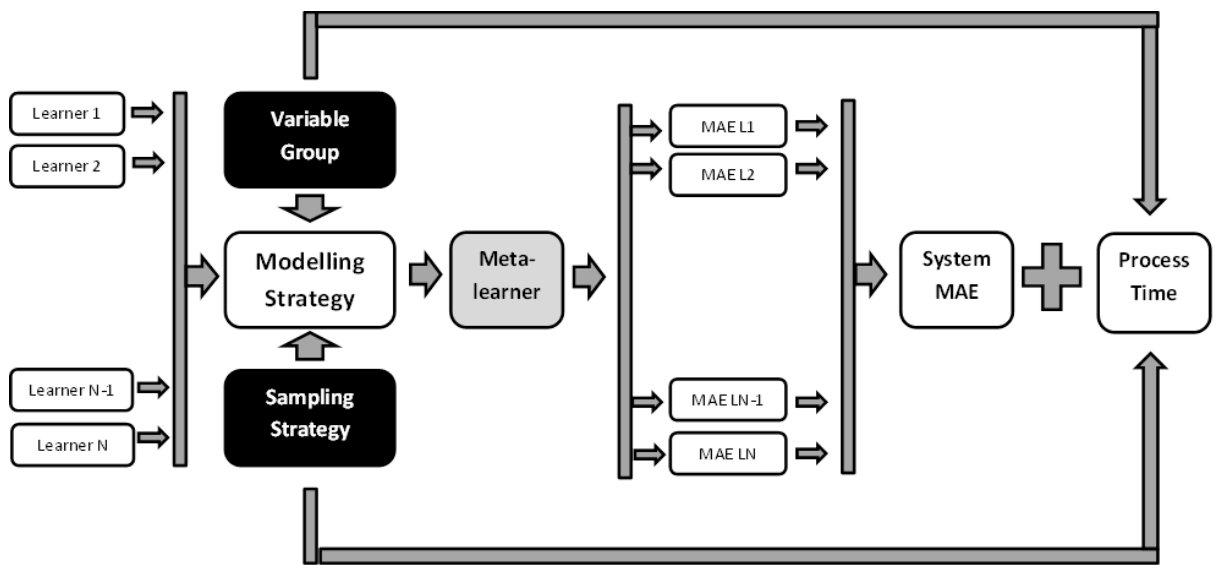 Learner 1
Learner 2
Learner N-1
Learner N
Variable
Group
Modelling
Strategy
Sampling
Strategy
Meta-
learner
MAE L1
MAE L2
MAE LN-1
MAE LN
System
MAE
Process
Time